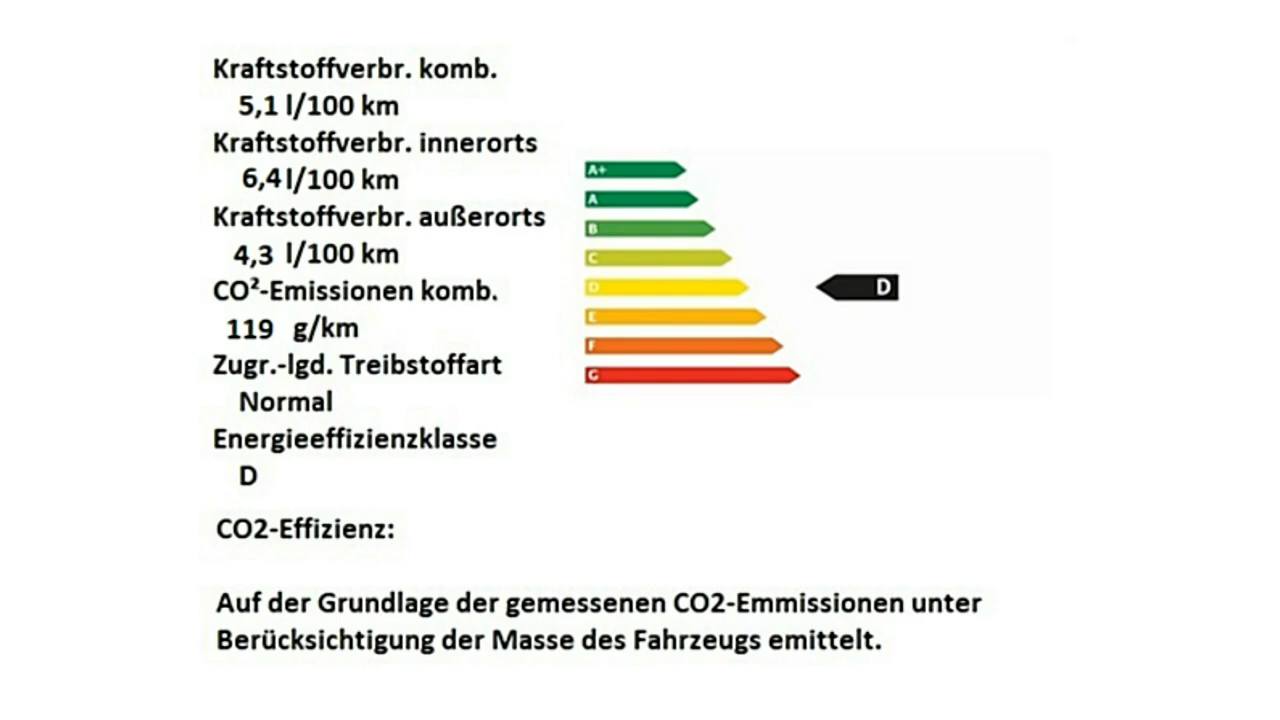 Kraftstoffverbr. komb.
5,1 l/100 km
Kraftstoffverbr. innerorts
6,4 l/100 km
Kraftstoffverbr. außerorts
4,3 l/100 km
CO²-Emissionen komb.
119 g/km
Zugr.-lgd. Treibstoffart
Normal
Energieeffizienzklasse
D
A+
A
B
C
D
D
E
F
G
CO2-Effizienz:
Auf der Grundlage der gemessenen CO2-Emmissionen unter
Berücksichtigung der Masse des Fahrzeugs emittelt.